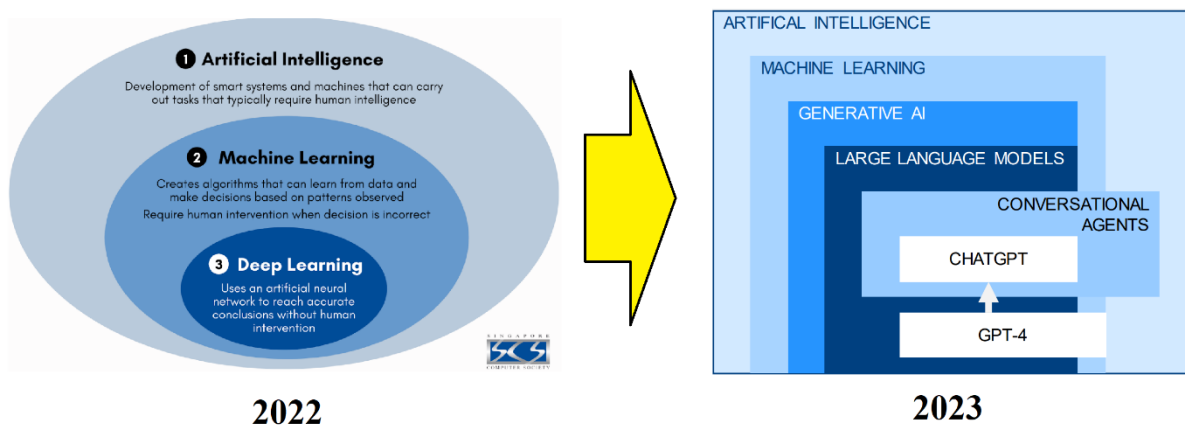 1 Artificial Intelligence
Development of smart systems and machines that can carry
out tasks that typically require human intelligence
2 Machine Learning
Creates algorithms that can learn from data and
make decisions based on patterns observed
Require human intervention when decision is incorrect
3 Deep Learning
Uses an artificial neural
network to reach accurate
conclusions without human
intervention
SINGAPORE
SCS
COMPUTER SOCIETY
2022
ARTIFICAL INTELLIGENCE
MACHINE LEARNING
GENERATIVE AI
LARGE LANGUAGE MODELS
CONVERSATIONAL
AGENTS
CHATGPT
GPT-4
2023